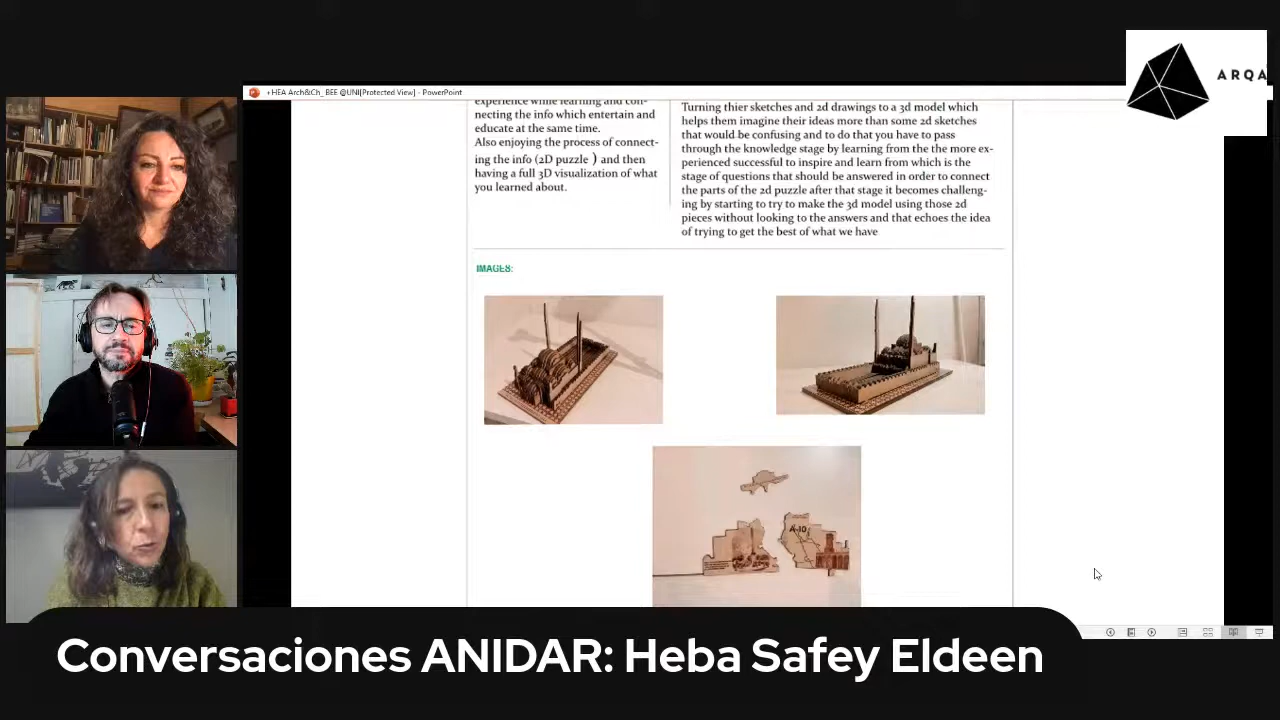 ARQA
+HEA Arch&Ch_ BEE @UNI[Protected View] - PowerPoint
experience while learning and con-
necting the info which entertain and
educate at the same time.
Also enjoying the process of connect-
ing the info (2D puzzle ) and then
having a full 3D visualization of what
you learned about.
Turning thier sketches and 2d drawings to a 3d model which
helps them imagine their ideas more than some 2d sketches
that would be confusing and to do that you have to pass
through the knowledge stage by learning from the the more ex-
perienced successful to inspire and learn from which is the
stage of questions that should be answered in order to connect
the parts of the 2d puzzle after that stage it becomes challeng-
ing by starting to try to make the 3d model using those 2d
pieces without looking to the answers and that echoes the idea
of trying to get the best of what we have
IMAGES:
A-10
Conversaciones ANIDAR: Heba Safey Eldeen